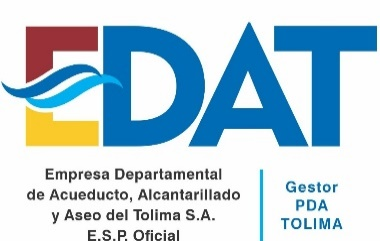 EDAT
Empresa Departamental
de Acueducto, Alcantarillado
y Aseo del Tolima S.A.
E.S.P. Oficial
Gestor
PDA
TOLIMA